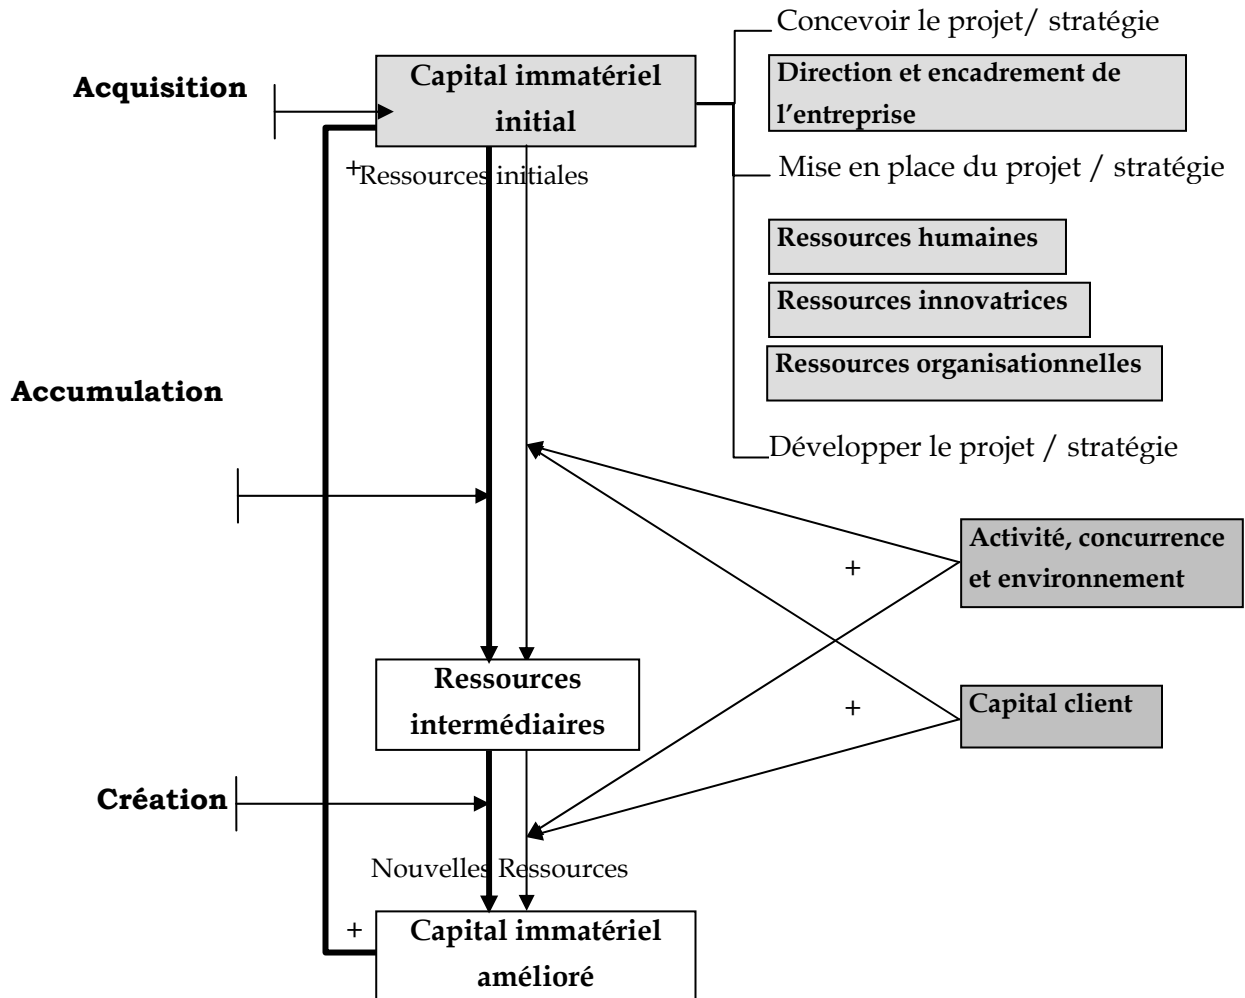 Concevoir le projet/ stratégie
Acquisition
Capital immatériel
initial
Direction et encadrement de
l’entreprise
+
Ressources initiales
Mise en place du projet / stratégie
Ressources humaines
Ressources innovatrices
Ressources organisationnelles
Accumulation
Développer le projet / stratégie
Activité, concurrence
et environnement
+
Ressources
intermédiaires
+
Capital client
Création
Nouvelles Ressources
+
Capital immatériel
amélioré